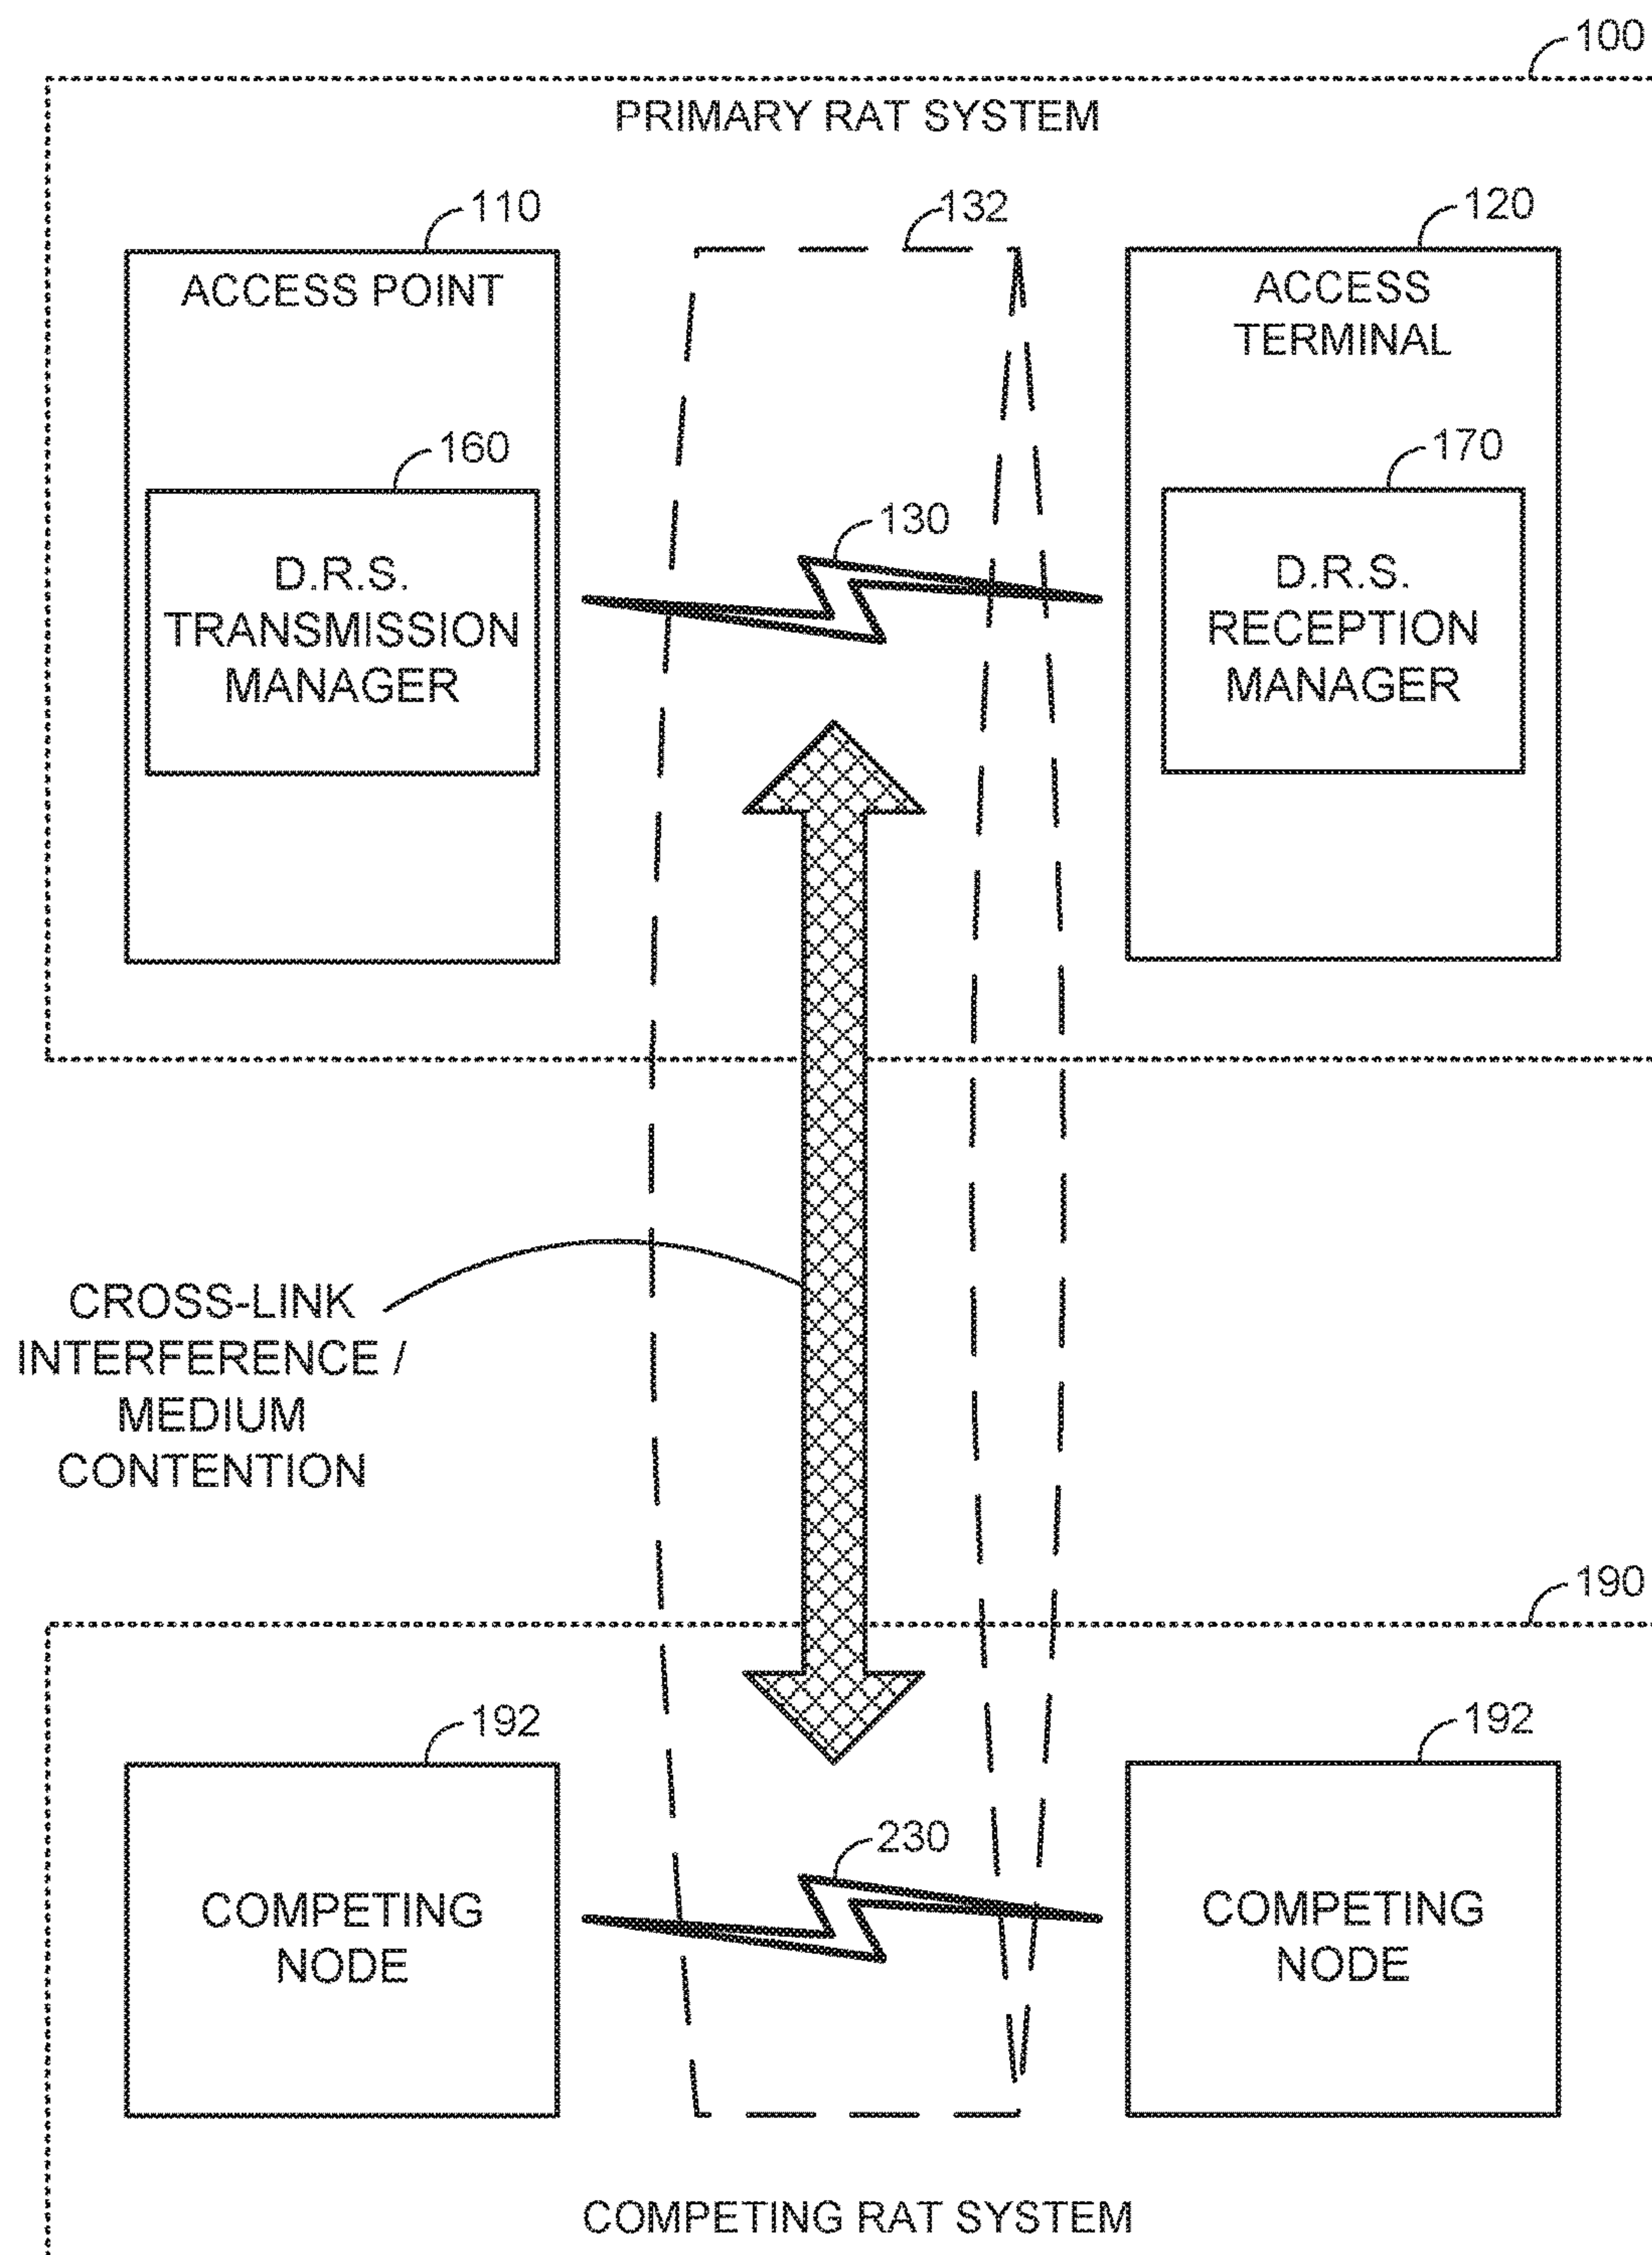 100
PRIMARY RAT SYSTEM
110
132
120
ACCESS POINT
ACCESS
TERMINAL
160
170
130
D.R.S.
TRANSMISSION
MANAGER
D.R.S.
RECEPTION
MANAGER
CROSS-LINK
INTERFERENCE /
MEDIUM
CONTENTION
190
192
192
230
COMPETING
NODE
COMPETING
NODE
COMPETING RAT SYSTEM